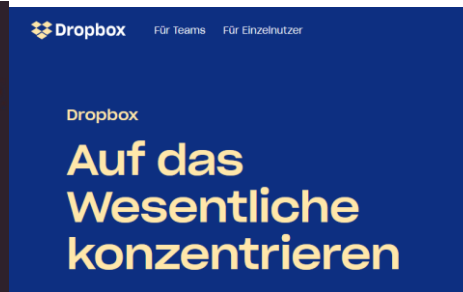 Dropbox Für Teams Für Einzelnutzer
Dropbox
Auf das
Wesentliche
konzentrieren